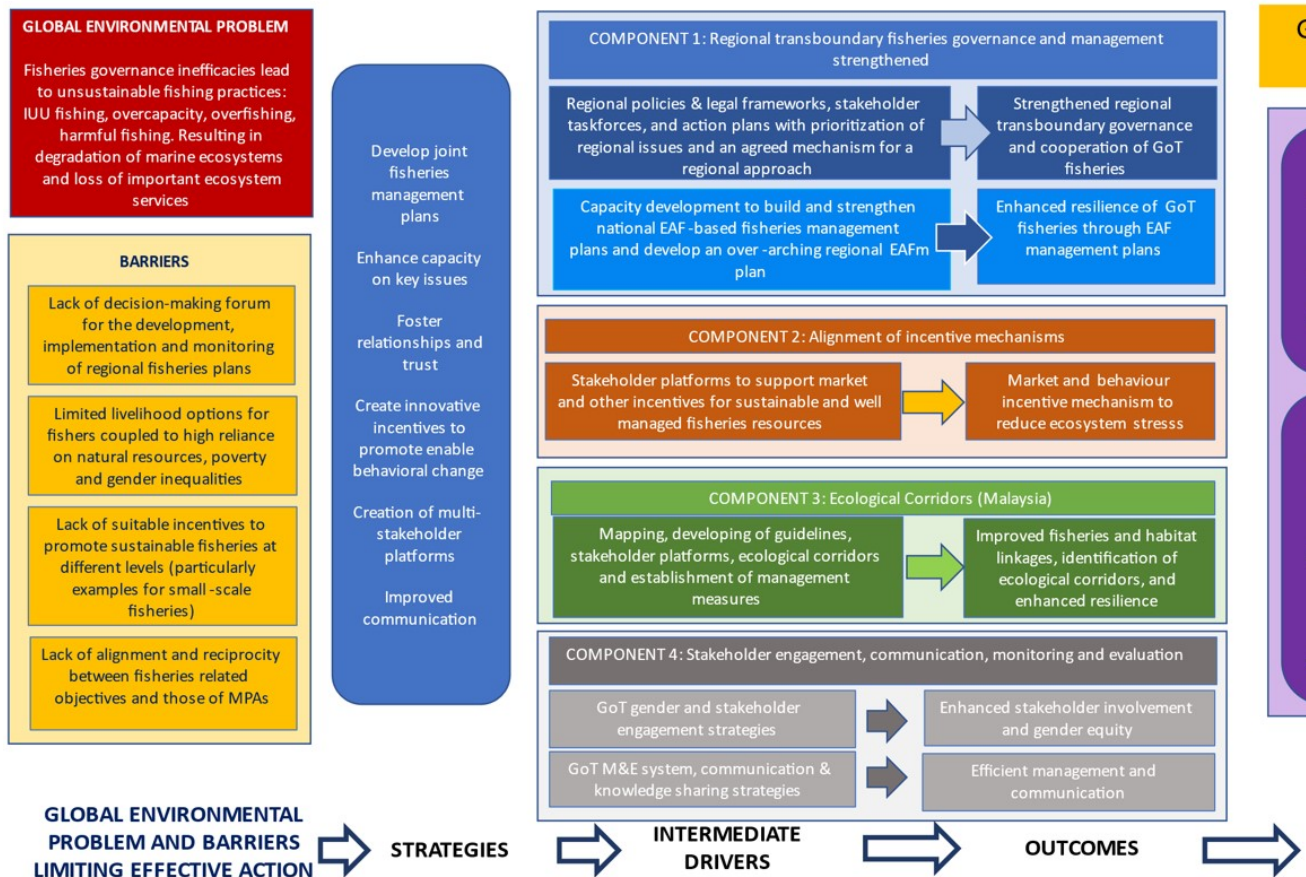 GLOBAL ENVIRONMENTAL PROBLEM
Fisheries governance inefficacies lead
to unsustainable fishing practices:
IUU fishing, overcapacity, overfishing,
harmful fishing. Resulting in
degradation of marine ecosystems
and loss of important ecosystem
services
BARRIERS
Lack of decision-making forum
for the development,
implementation and monitoring
of regional fisheries plans
Limited livelihood options for
fishers coupled to high reliance
on natural resources, poverty
and gender inequalities
Lack of suitable incentives to
promote sustainable fisheries at
different levels (particularly
examples for small -scale
fisheries)
Lack of alignment and reciprocity
between fisheries related
objectives and those of MPAs
Develop joint
fisheries
management
plans
Enhance capacity
on key issues
Foster
relationships and
trust
Create innovative
incentives to
promote enable
behavioral change
Creation of multi-
stakeholder
platforms
Improved
communication
COMPONENT 1: Regional transboundary fisheries governance and management
strengthened
Regional policies & legal frameworks, stakeholder
taskforces, and action plans with prioritization of
regional issues and an agreed mechanism for a
regional approach
Strengthened regional
transboundary governance
and cooperation of GoT
fisheries
Capacity development to build and strengthen
national EAF -based fisheries management
plans and develop an over -arching regional EAFm
plan
Enhanced resilience of GoT
fisheries through EAF
management plans
COMPONENT 2: Alignment of incentive mechanisms
Stakeholder platforms to support market
and other incentives for sustainable and well
managed fisheries resources
Market and behaviour
incentive mechanism to
reduce ecosystem stresss
COMPONENT 3: Ecological Corridors (Malaysia)
Mapping, developing of guidelines,
stakeholder platforms, ecological corridors
and establishment of management
measures
Improved fisheries and habitat
linkages, identification of
ecological corridors, and
enhanced resilience
COMPONENT 4: Stakeholder engagement, communication, monitoring and evaluation
GoT gender and stakeholder
engagement strategies
Enhanced stakeholder involvement
and gender equity
GoT M&E system, communication &
knowledge sharing strategies
Efficient management and
communication
G
GLOBAL ENVIRONMENTAL
PROBLEM AND BARRIERS
LIMITING EFFECTIVE ACTION
STRATEGIES
INTERMEDIATE
DRIVERS
OUTCOMES